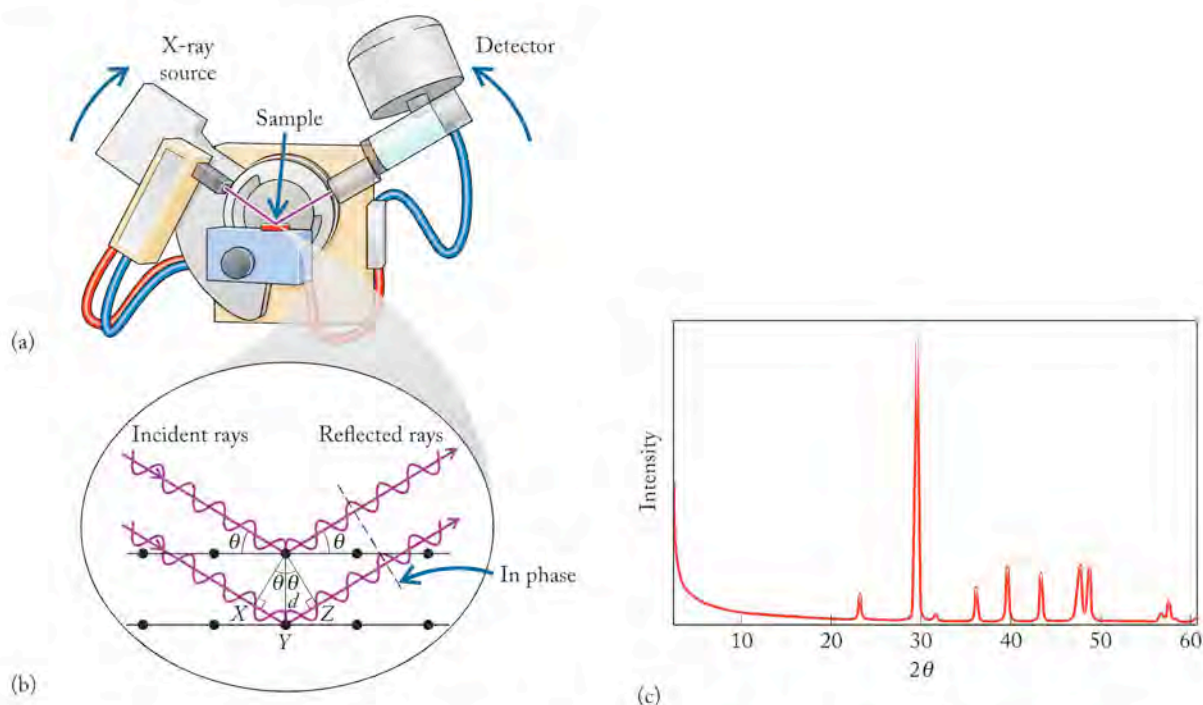 X-ray
source
Detector
Sample
(a)
Incident rays
Reflected rays
θ
θ
θ
θ
d
In phase
X
Z
Y
(b)
Intensity
10
20
30
40
50
60
2θ
(c)